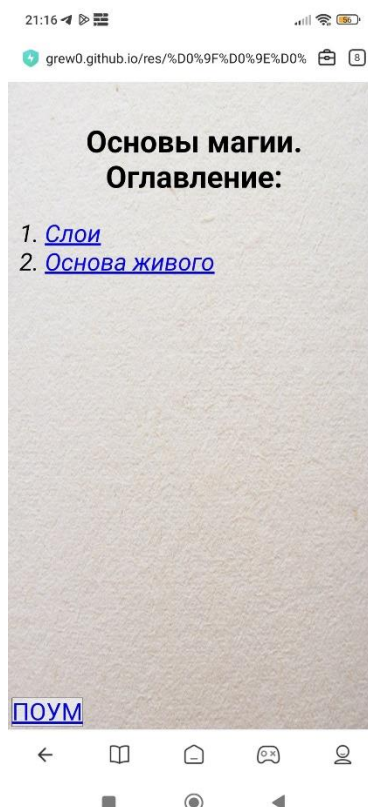 21:16
56
grew0.github.io/res/%D0%9F%D0%9E%D0%
8
Основы магии.
Оглавление:
1. Слои
2. Основа живого
ПОУМ